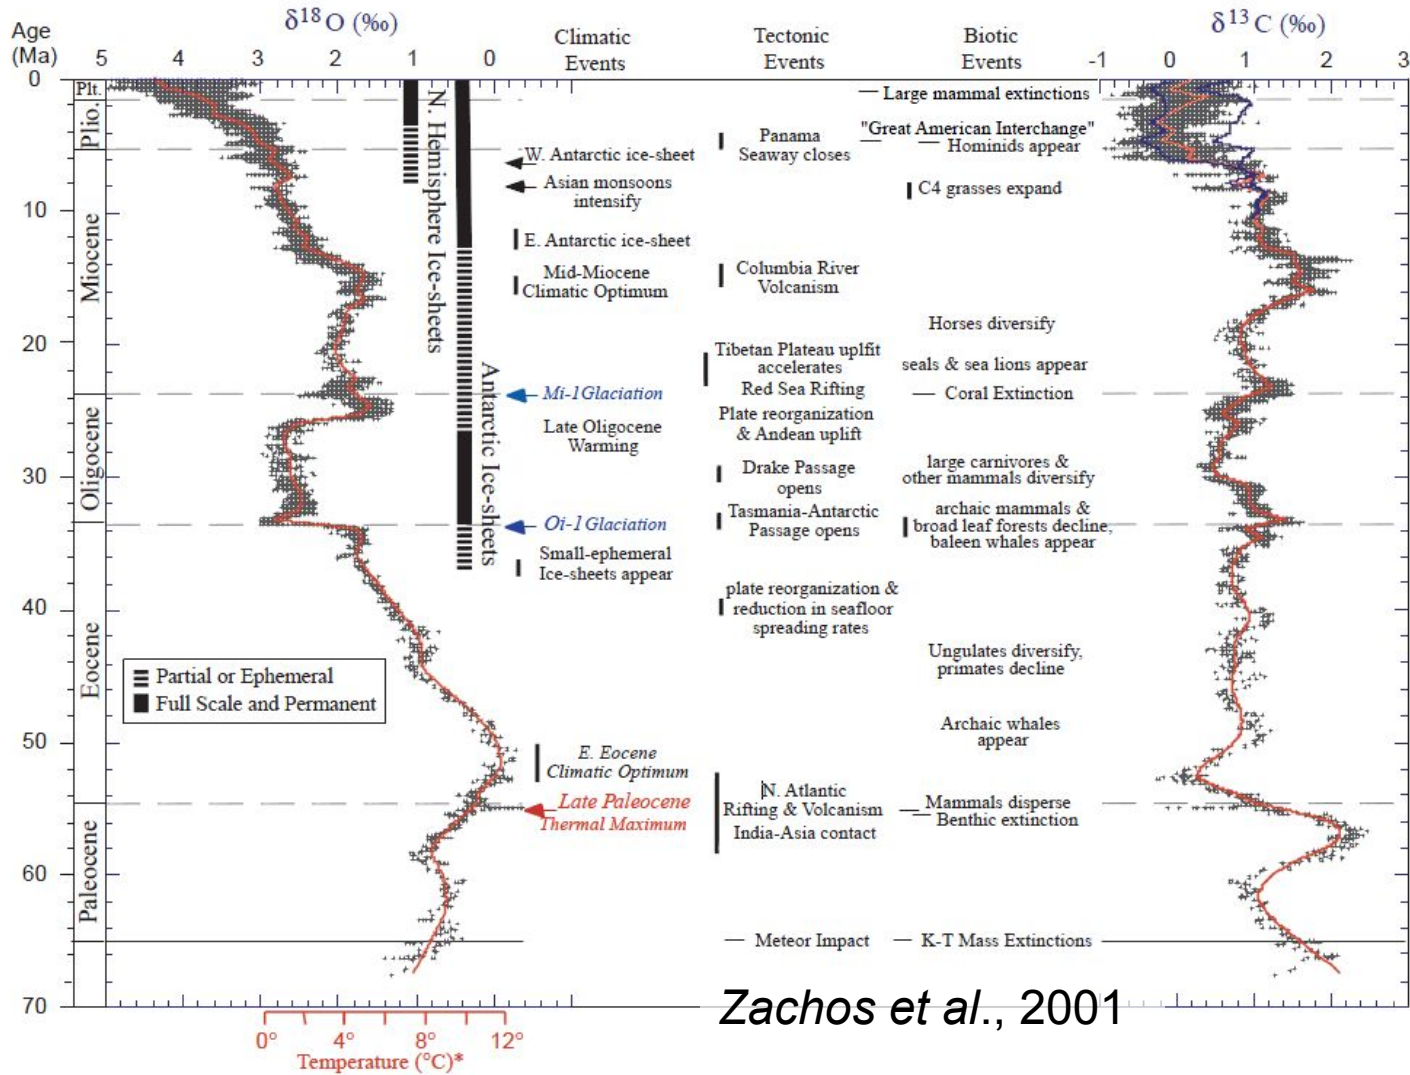 δ18O (‰)
δ13C (‰)
Age
(Ma)
5 4 3 2 1 0
Climatic
Events
Tectonic
Events
Biotic
Events
-1 0 1 2 3
0
10
20
30
40
50
60
70
Plt.
Plio.
Miocene
Oligocene
Eocene
Paleocene
N. Hemisphere Ice-sheets
Antarctic Ice-sheets
W. Antarctic ice-sheet
Asian monsoons
intensify
E. Antarctic ice-sheet
Mid-Miocene
Climatic Optimum
Mi-1Glaciation
Late Oligocene
Warming
Oi-1Glaciation
Small-ephemeral
Ice-sheets appear
E. Eocene
Climatic Optimum
Late Paleocene
Thermal Maximum
Panama
Seaway closes
Columbia River
Volcanism
Tibetan Plateau uplfit
accelerates
Red Sea Rifting
Plate reorganization
& Andean uplift
Drake Passage
opens
Tasmania-Antarctic
Passage opens
plate reorganization &
reduction in seafloor
spreading rates
N. Atlantic
Rifting & Volcanism
India-Asia contact
Meteor Impact
Large mammal extinctions
"Great American Interchange"
Hominids appear
C4 grasses expand
Horses diversify
seals & sea lions appear
Coral Extinction
large carnivores &
other mammals diversify
archaic mammals &
broad leaf forests decline,
baleen whales appear
Ungulates diversify,
primates decline
Archaic whales
appear
Mammals disperse
Benthic extinction
K-T Mass Extinctions
Partial or Ephemeral
Full Scale and Permanent
0° 4° 8° 12°
Temperature (°C)*
Zachos et al., 2001